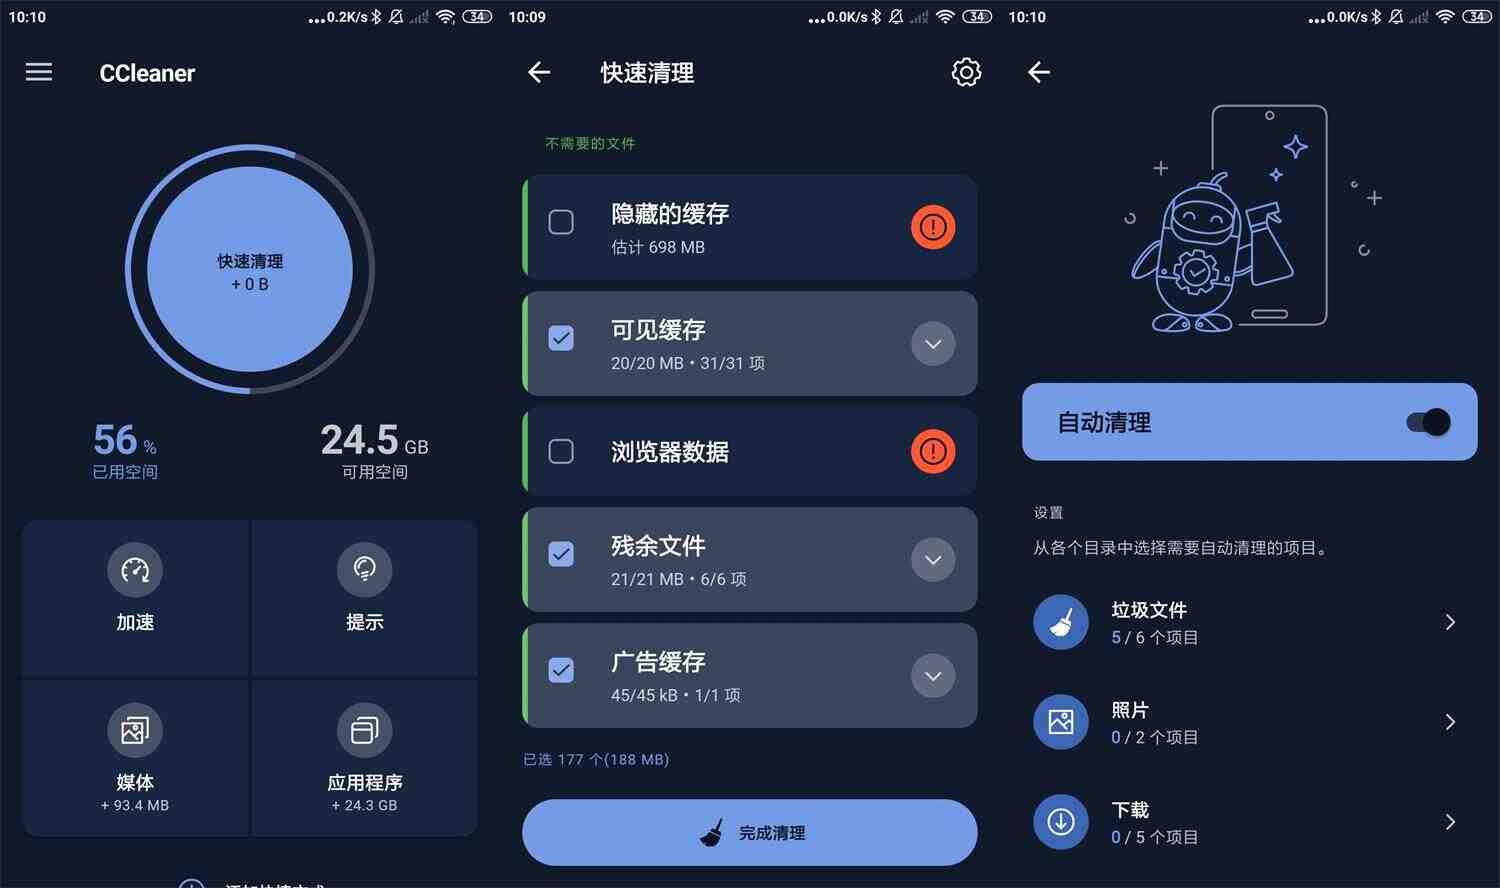 10:10
...0.2K/s
34
CCleaner
快速清理
+ 0 B
56 %
已用空间
24.5 GB
可用空间
加速
提示
媒体
+ 93.4 MB
应用程序
+ 24.3 GB
10:09
...0.0K/s
34
快速清理
不需要的文件
隐藏的缓存
估计 698 MB
可见缓存
20/20 MB • 31/31 项
浏览器数据
残余文件
21/21 MB • 6/6 项
广告缓存
45/45 kB • 1/1 项
已选 177 个(188 MB)
完成清理
10:10
...0.0K/s
34
自动清理
设置
从各个目录中选择需要自动清理的项目。
垃圾文件
5 / 6 个项目
照片
0 / 2 个项目
下载
0 / 5 个项目